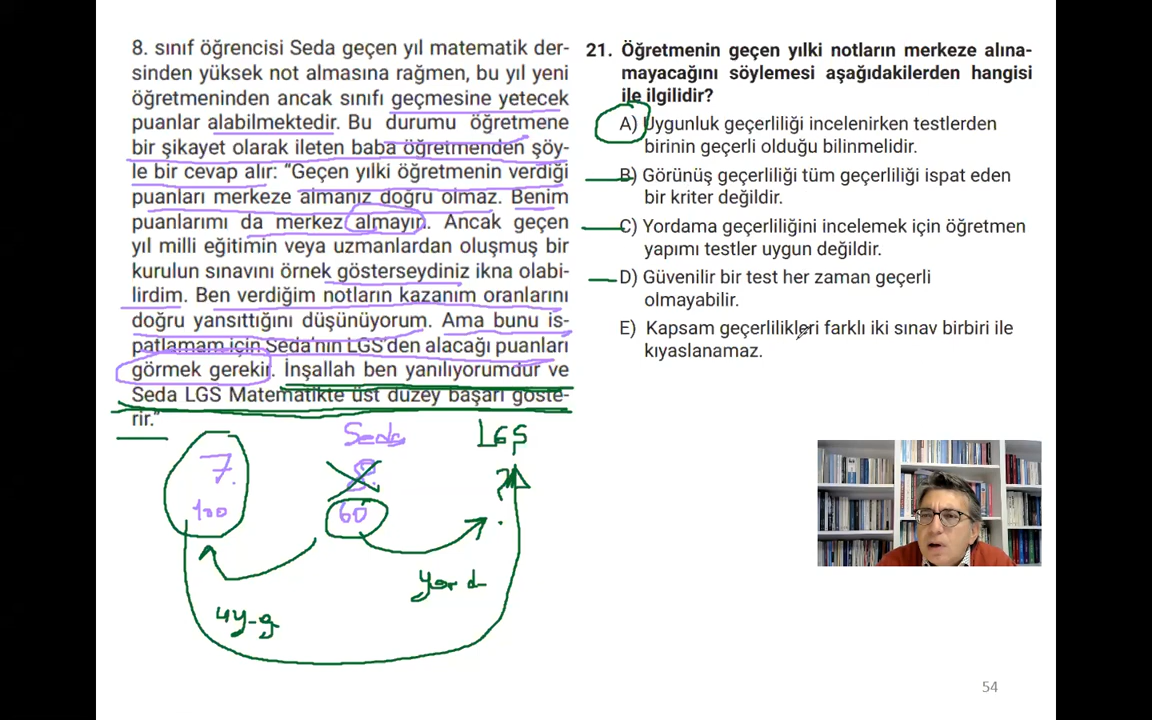 8. sınıf öğrencisi Seda geçen yıl matematik der-
sinden yüksek not almasına rağmen, bu yıl yeni
öğretmeninden ancak sınıfı geçmesine yetecek
puanlar alabilmektedir. Bu durumu öğretmene
bir şikayet olarak ileten baba öğretmenden şöy-
le bir cevap alır: “Geçen yılki öğretmenin verdiği
puanları merkeze almanız doğru olmaz. Benim
puanlarımı da merkez almayın. Ancak geçen
yıl milli eğitimin veya uzmanlardan oluşmuş bir
kurulun sınavını örnek gösterseydiniz ikna olabi-
lirdim. Ben verdiğim notların kazanım oranlarını
doğru yansıttığını düşünüyorum. Ama bunu is-
patlamam için Seda’nın LGS’den alacağı puanları
görmek gerekir. İnşallah ben yanılıyorumdur ve
Seda LGS Matematikte üst düzey başarı göste-
rir.”
Seda
LGS
7.
8.
100
60
?
yord
uy-g
21. Öğretmenin geçen yılki notların merkeze alına-
mayacağını söylemesi aşağıdakilerden hangisi
ile ilgilidir?
A) Uygunluk geçerliliği incelenirken testlerden
birinin geçerli olduğu bilinmelidir.
B) Görünüş geçerliliği tüm geçerliliği ispat eden
bir kriter değildir.
C) Yordama geçerliliğini incelemek için öğretmen
yapımı testler uygun değildir.
D) Güvenilir bir test her zaman geçerli
olmayabilir.
E) Kapsam geçerlilikleri farklı iki sınav birbiri ile
kıyaslanamaz.
54